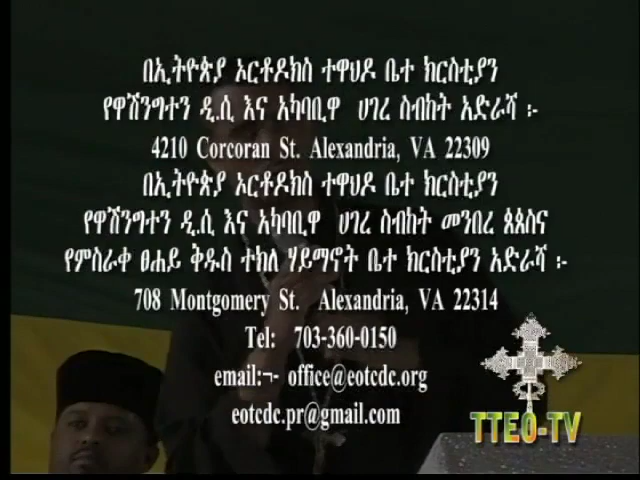 በኢትዮጵያ ኦርቶዶክስ ተዋህዶ ቤተ ክርስቲያን
የዋሽንግተን ዲ.ሲ እና አካባቢዋ ሀገረ ስብከት አድራሻ ፡-
4210 Corcoran St. Alexandria, VA 22309
በኢትዮጵያ ኦርቶዶክስ ተዋህዶ ቤተ ክርስቲያን
የዋሽንግተን ዲ.ሲ እና አካባቢዋ ሀገረ ስብከት መንበረ ጳጳስና
የምስራቀ ፀሐይ ቅዱስ ተክለ ሃይማኖት ቤተ ክርስቲያን አድራሻ ፡-
708 Montgomery St. Alexandria, VA 22314
Tel: 703-360-0150
email:¬- office@eotcdc.org
eotcdc.pr@gmail.com
TTEO-TV